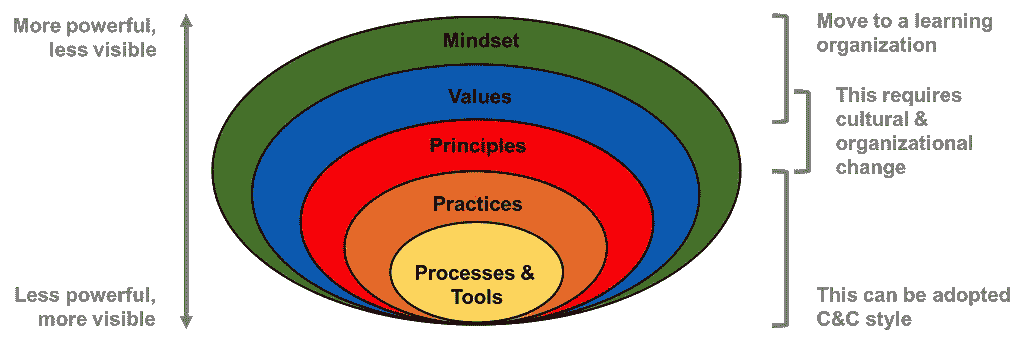 More powerful,
less visible
Mindset
Values
Principles
Practices
Processes &
Tools
Less powerful,
more visible
Move to a learning
organization
This requires
cultural &
organizational
change
This can be adopted
C&C style